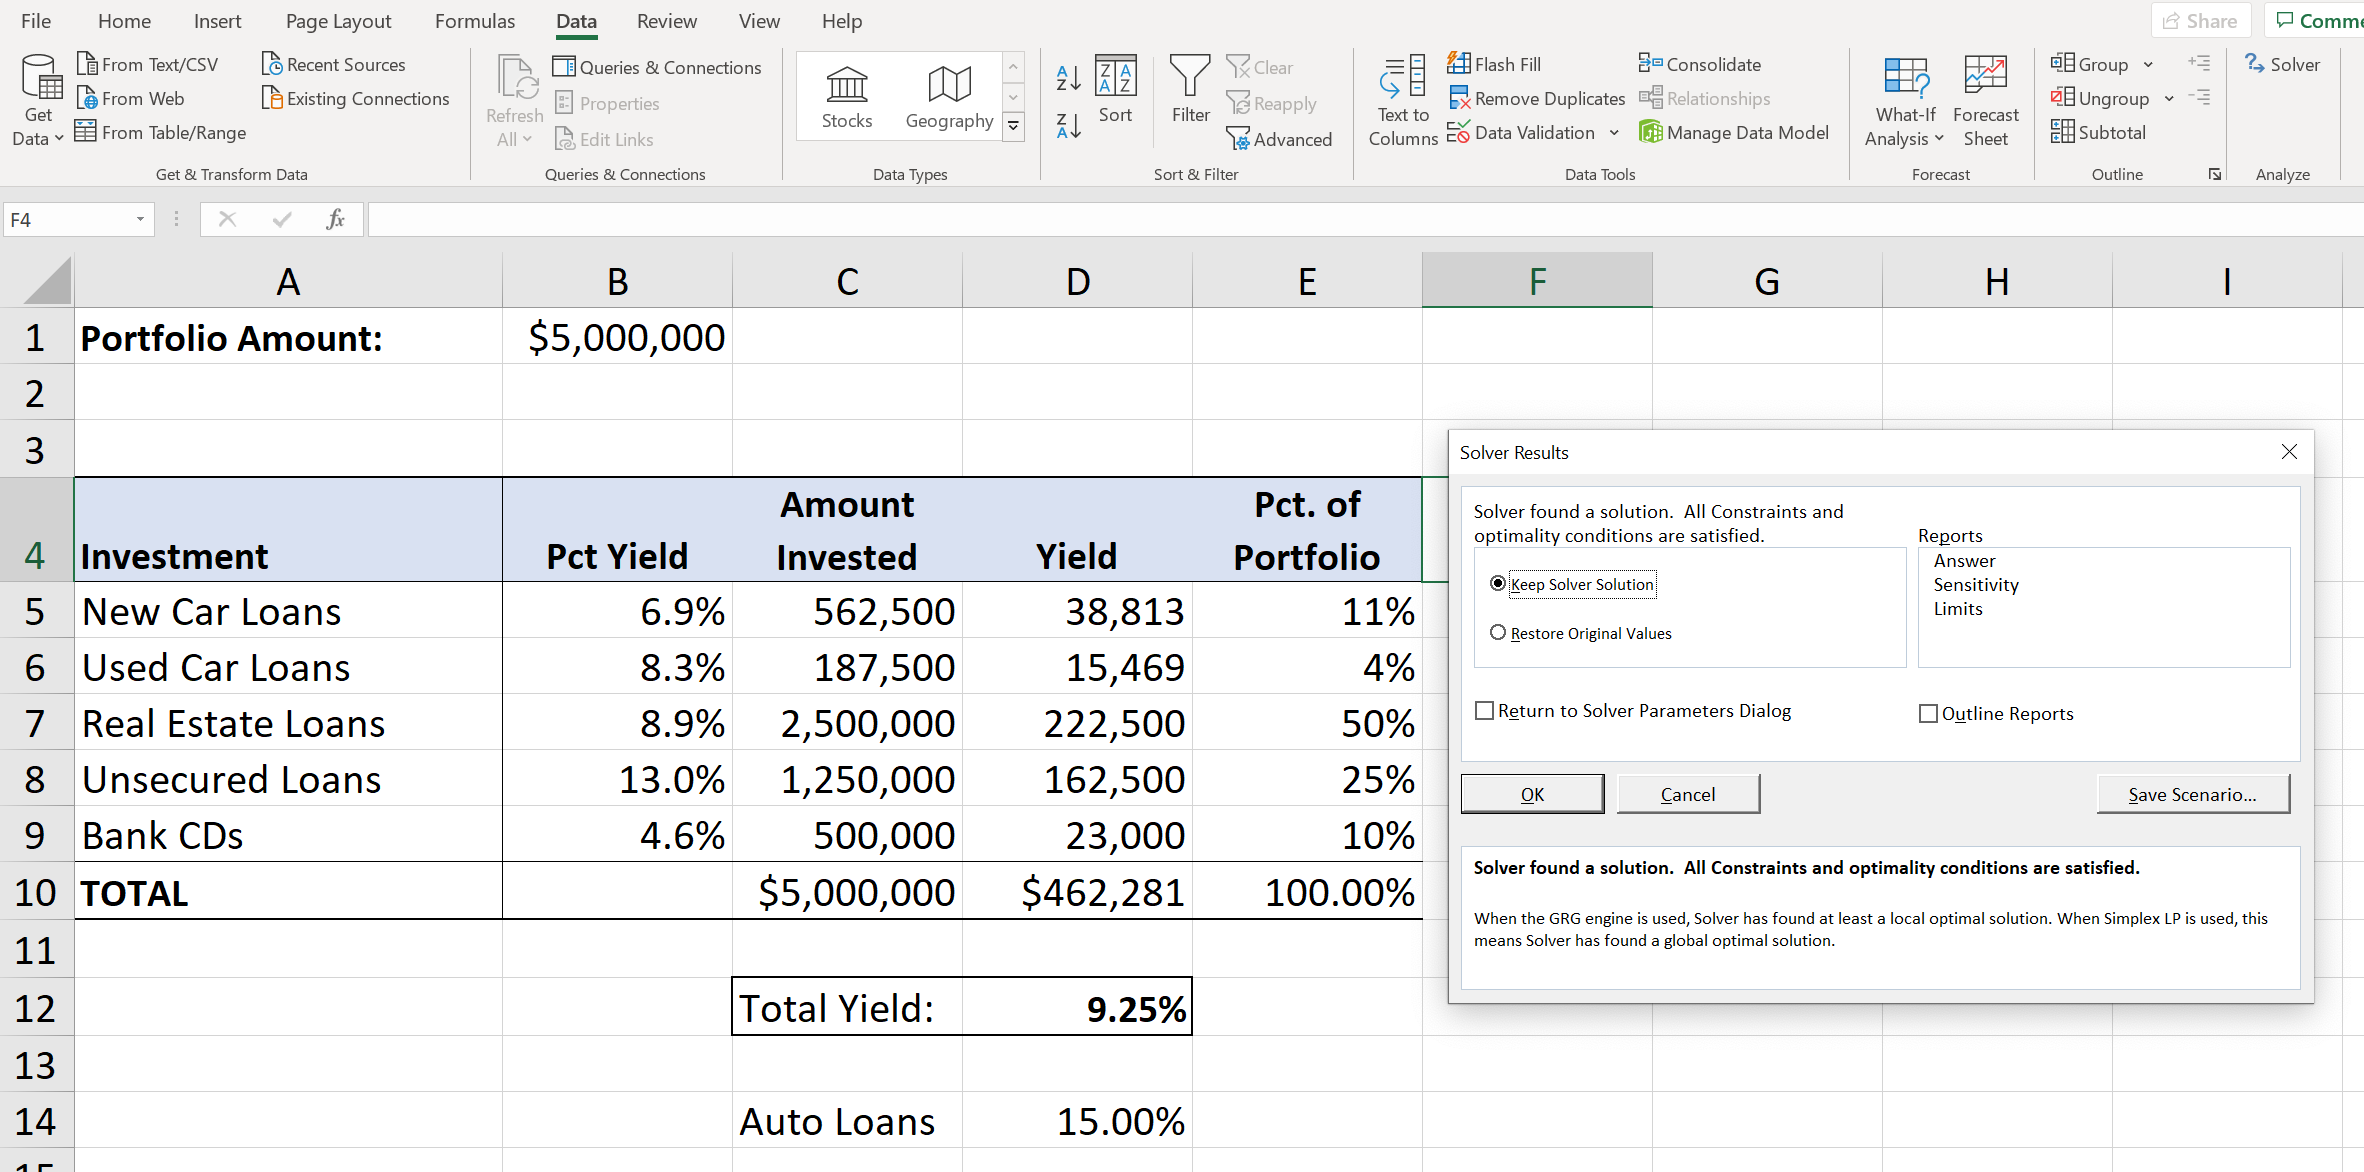 File Home Insert Page Layout Formulas Data Review View Help Share
Get Data
From Text/CSV
From Web
From Table/Range
Recent Sources
Existing Connections
Get & Transform Data
Refresh All
Queries & Connections
Properties
Edit Links
Queries & Connections
Stocks
Geography
Data Types
Sort
Filter
Clear
Reapply
Advanced
Sort & Filter
Text to
Columns
Flash Fill
Remove Duplicates
Data Validation
Consolidate
Relationships
Manage Data Model
Data Tools
What-If
Analysis
Forecast
Sheet
Forecast
Group
Ungroup
Subtotal
Outline
Solver
Analyze
F4 fx
A B C D E F G H I
1 Portfolio Amount: $5,000,000
2
3
4 Investment Pct Yield Amount Invested Yield Pct. of Portfolio
5 New Car Loans 6.9% 562,500 38,813 11%
6 Used Car Loans 8.3% 187,500 15,469 4%
7 Real Estate Loans 8.9% 2,500,000 222,500 50%
8 Unsecured Loans 13.0% 1,250,000 162,500 25%
9 Bank CDs 4.6% 500,000 23,000 10%
10 TOTAL $5,000,000 $462,281 100.00%
11
12 Total Yield: 9.25%
13
14 Auto Loans 15.00%
Solver Results
Solver found a solution. All Constraints and
optimality conditions are satisfied.
Keep Solver Solution
Restore Original Values
Reports
Answer
Sensitivity
Limits
Return to Solver Parameters Dialog
Outline Reports
OK Cancel Save Scenario...
Solver found a solution. All Constraints and optimality conditions are satisfied.
When the GRG engine is used, Solver has found at least a local optimal solution. When Simplex LP is used, this
means Solver has found a global optimal solution.